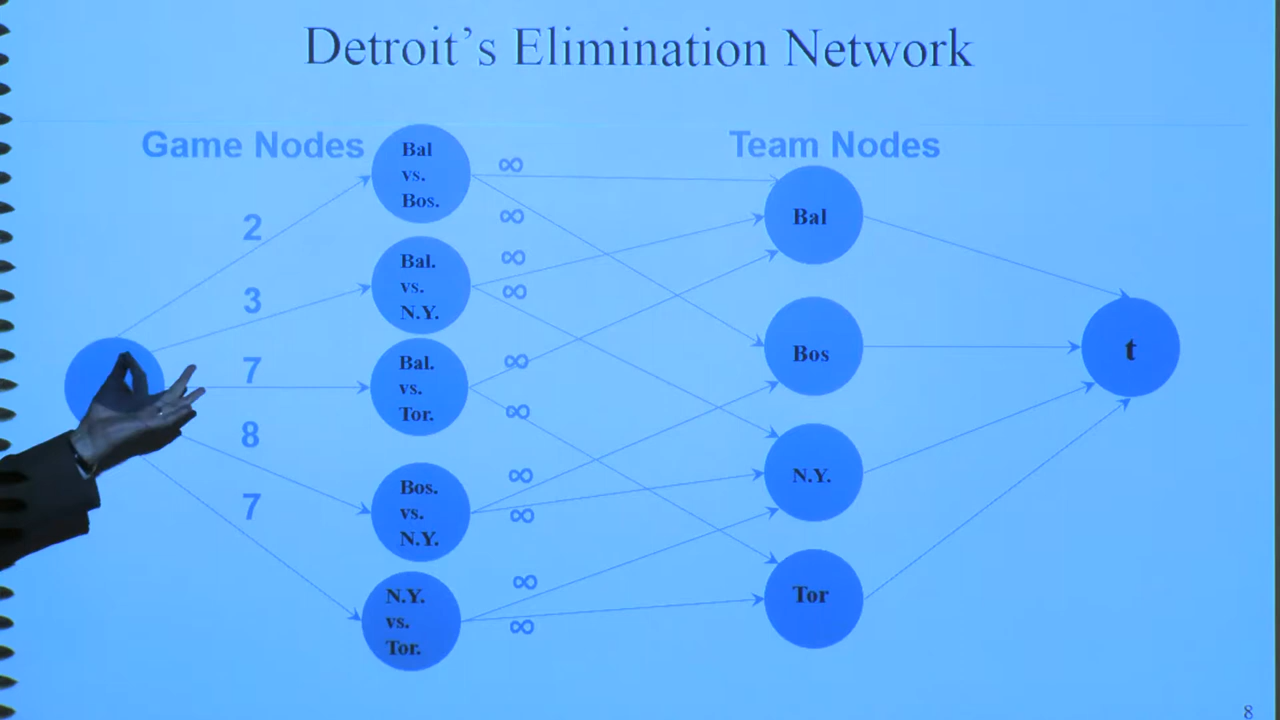 Detroit's Elimination Network
Game Nodes
Team Nodes
Bal
vs.
Bos.
∞
∞
2
Bal
Bal.
vs.
N.Y.
∞
∞
3
Bal.
vs.
Tor.
∞
∞
7
Bos
t
8
Bos.
vs.
N.Y.
∞
∞
N.Y.
7
N.Y.
vs.
Tor.
∞
∞
Tor
8